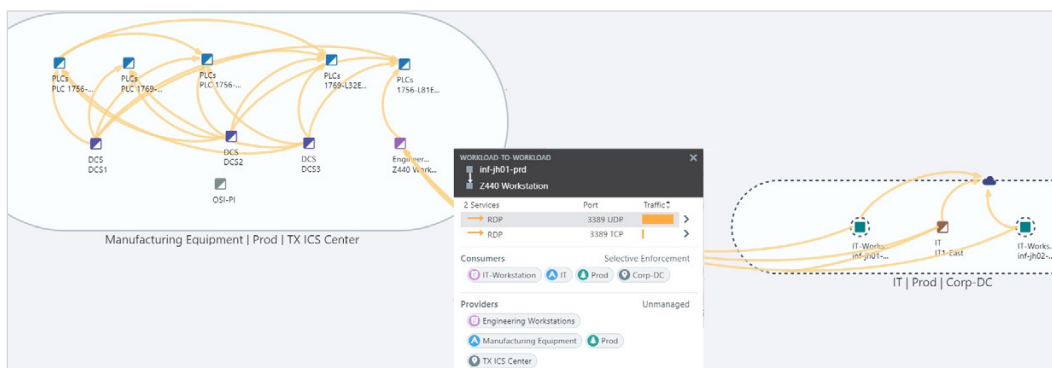 PLCs
PLC 1756-...
PLCs
PLC 1769-...
PLCs
PLC 1756-...
PLCs
1769-L32E...
PLCs
1756-L81E...
DCS
DCS1
DCS
DCS2
DCS
DCS3
Engineer...
Z440 Work...
OSI-PI
Manufacturing Equipment | Prod | TX ICS Center
WORKLOAD-TO-WORKLOAD
inf-jh01-prd
Z440 Workstation
2 Services Port Traffic
RDP 3389 UDP
RDP 3389 TCP
Consumers Selective Enforcement
IT-Workstation IT Prod Corp-DC
Providers Unmanaged
Engineering Workstations
Manufacturing Equipment Prod
TX ICS Center
IT-Works...
inf-jh01-...
IT
IT1-East
IT-Works...
inf-jh02-...
IT | Prod | Corp-DC